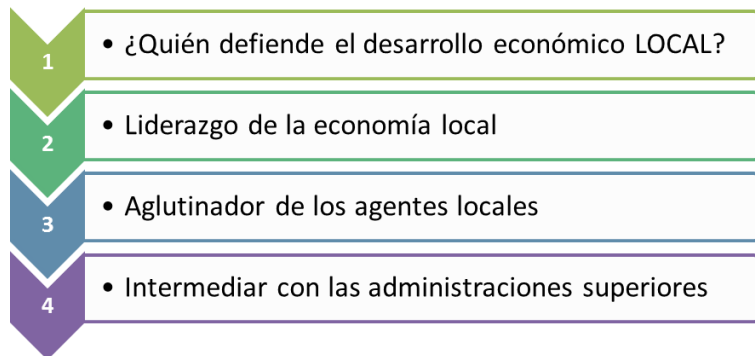 1
• ¿Quién defiende el desarrollo económico LOCAL?
2
• Liderazgo de la economía local
3
• Aglutinador de los agentes locales
4
• Intermediar con las administraciones superiores